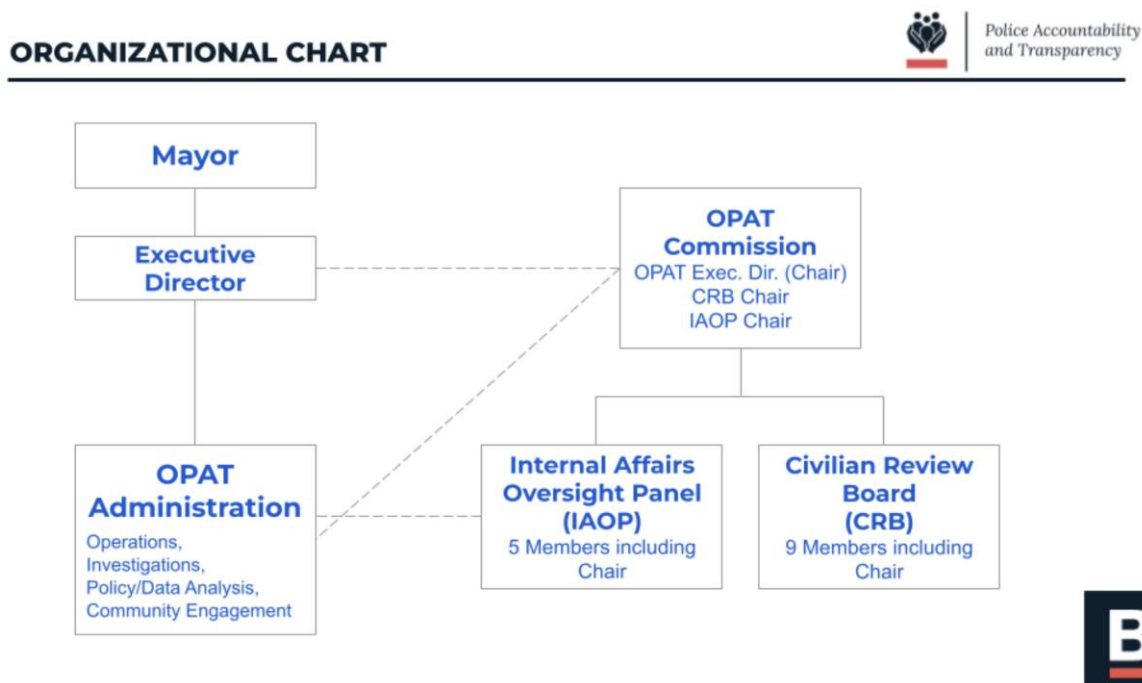 ORGANIZATIONAL CHART
Police Accountability
and Transparency
Mayor
Executive
Director
OPAT
Commission
OPAT Exec. Dir. (Chair)
CRB Chair
IAOP Chair
OPAT
Administration
Operations,
Investigations,
Policy/Data Analysis,
Community Engagement
Internal Affairs
Oversight Panel
(IAOP)
5 Members including
Chair
Civilian Review
Board
(CRB)
9 Members including
Chair
B